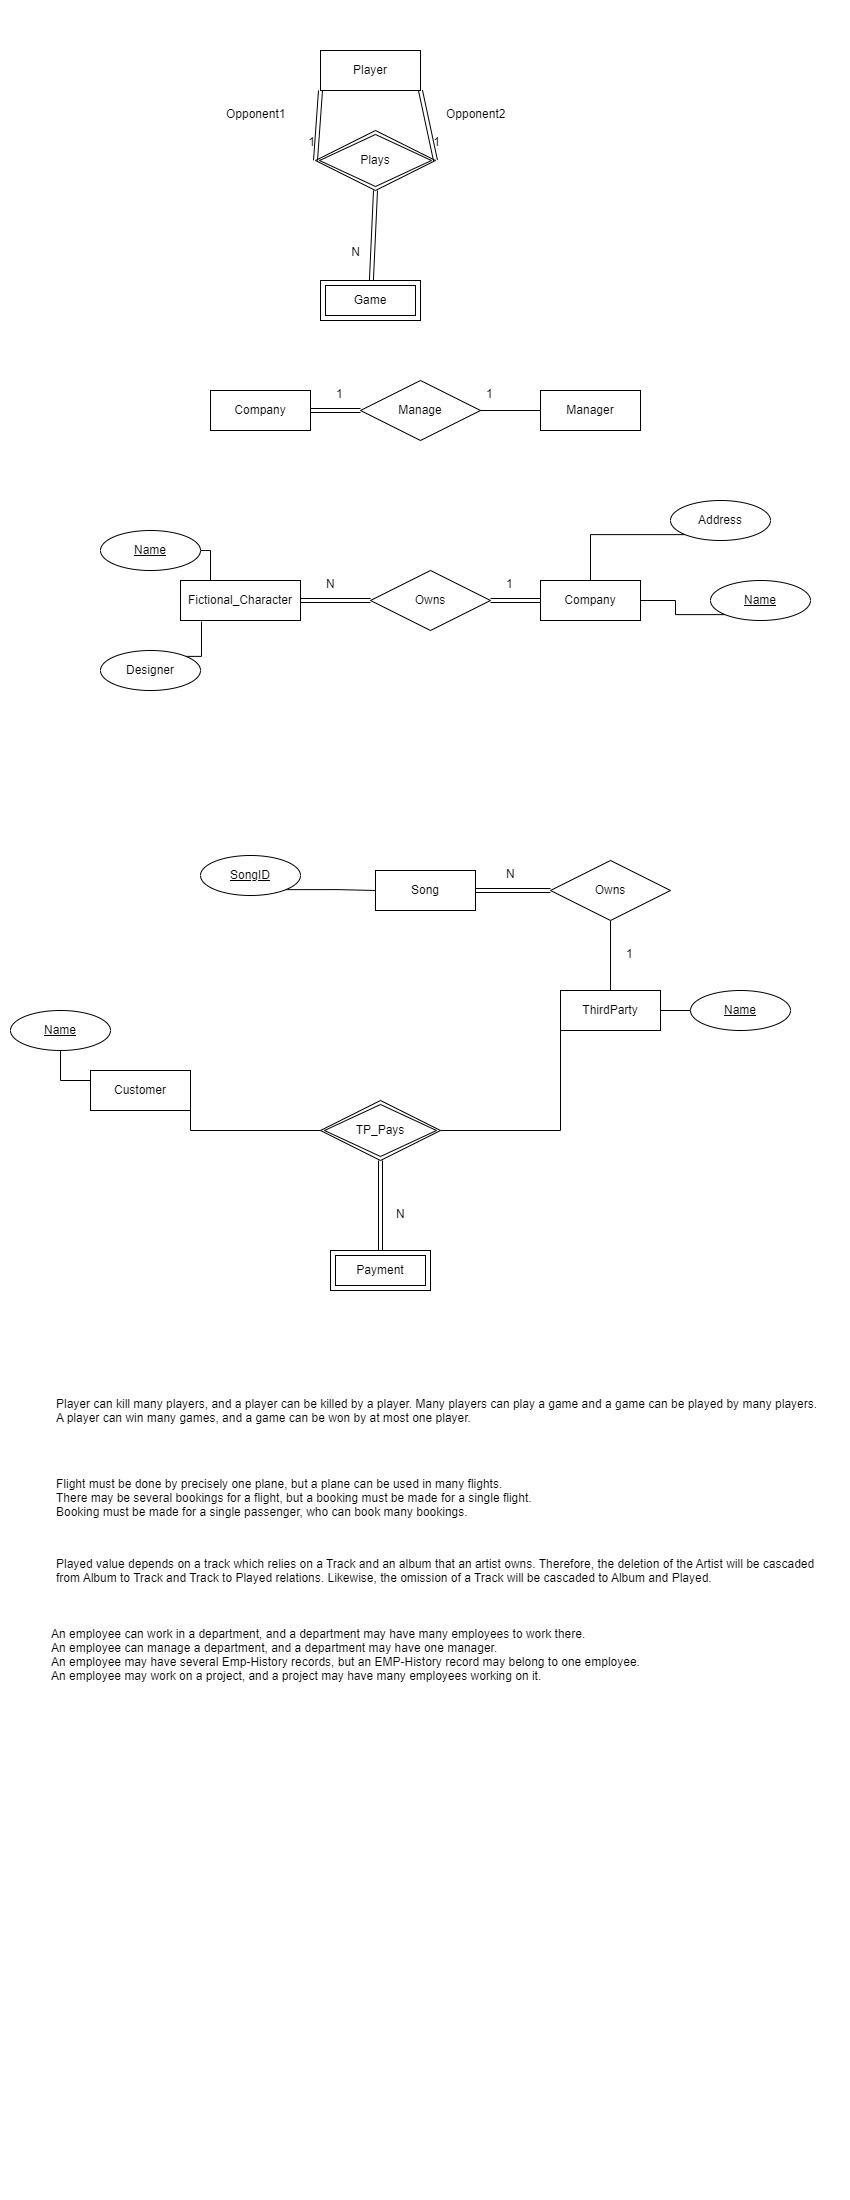 Player
Opponent1
Opponent2
1
1
Plays
N
Game
1
1
Company
Manage
Manager
Address
Name
N
1
Fictional_Character
Owns
Company
Name
Designer
SongID
N
Song
Owns
1
ThirdParty
Name
Name
Customer
TP_Pays
N
Payment
Player can kill many players, and a player can be killed by a player. Many players can play a game and a game can be played by many players.
A player can win many games, and a game can be won by at most one player.
Flight must be done by precisely one plane, but a plane can be used in many flights.
There may be several bookings for a flight, but a booking must be made for a single flight.
Booking must be made for a single passenger, who can book many bookings.
Played value depends on a track which relies on a Track and an album that an artist owns. Therefore, the deletion of the Artist will be cascaded
from Album to Track and Track to Played relations. Likewise, the omission of a Track will be cascaded to Album and Played.
An employee can work in a department, and a department may have many employees to work there.
An employee can manage a department, and a department may have one manager.
An employee may have several Emp-History records, but an EMP-History record may belong to one employee.
An employee may work on a project, and a project may have many employees working on it.